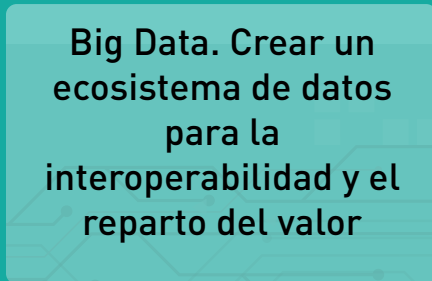 Big Data. Crear un
ecosistema de datos
para la
interoperabilidad y el
reparto del valor